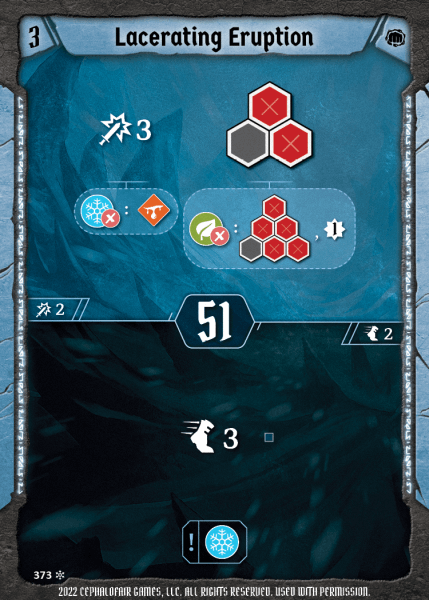 3 Lacerating Eruption
3
: , 1
:
2
51
2
3
!
373
2022 CEPHALOFAIR GAMES, LLC. ALL RIGHTS RESERVED. USED WITH PERMISSION.